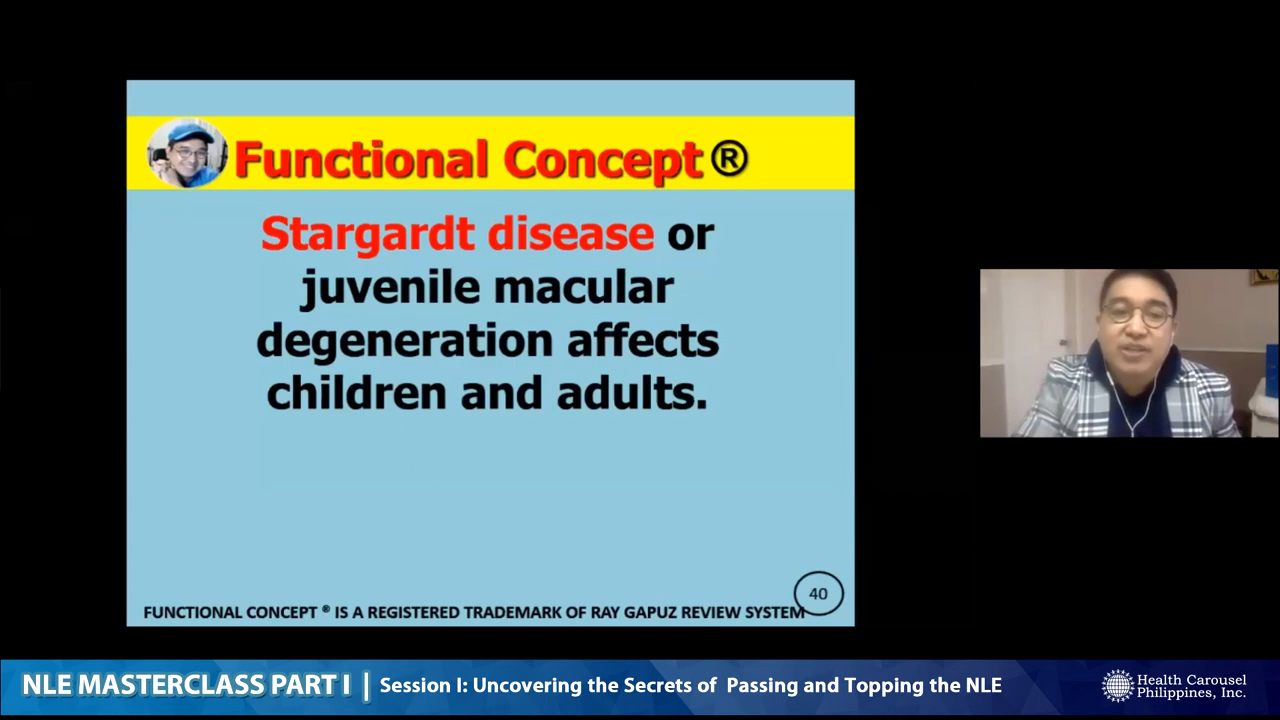 Functional Concept®
Stargardt disease or
juvenile macular
degeneration affects
children and adults.
40
FUNCTIONAL CONCEPT ® IS A REGISTERED TRADEMARK OF RAY GAPUZ REVIEW SYSTEM
NLE MASTERCLASS PART I | Session I: Uncovering the Secrets of Passing and Topping the NLE
Health Carousel
Philippines, Inc.